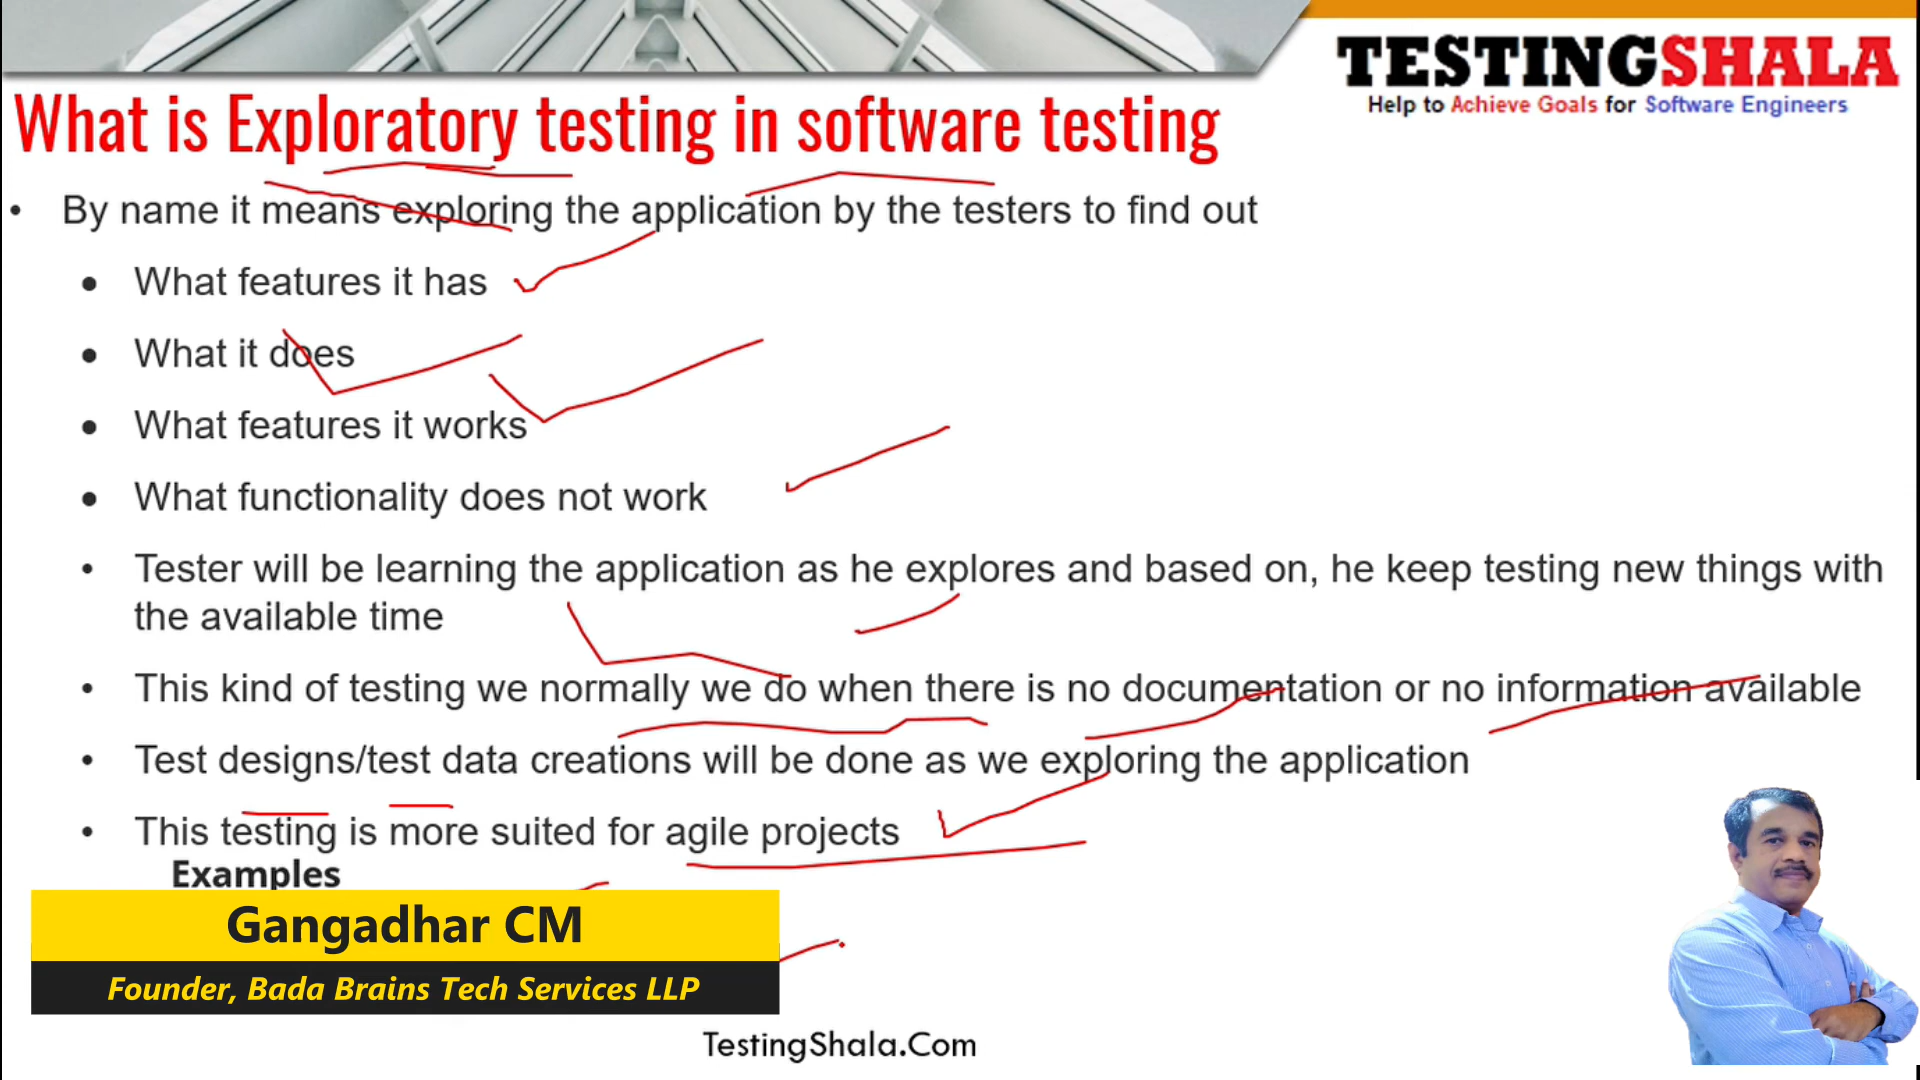 TESTINGSHALA
Help to Achieve Goals for Software Engineers
What is Exploratory testing in software testing
• By name it means exploring the application by the testers to find out
• What features it has
• What it does
• What features it works
• What functionality does not work
• Tester will be learning the application as he explores and based on, he keep testing new things with
the available time
• This kind of testing we normally we do when there is no documentation or no information available
• Test designs/test data creations will be done as we exploring the application
• This testing is more suited for agile projects
Examples
Gangadhar CM
Founder, Bada Brains Tech Services LLP
TestingShala.Com